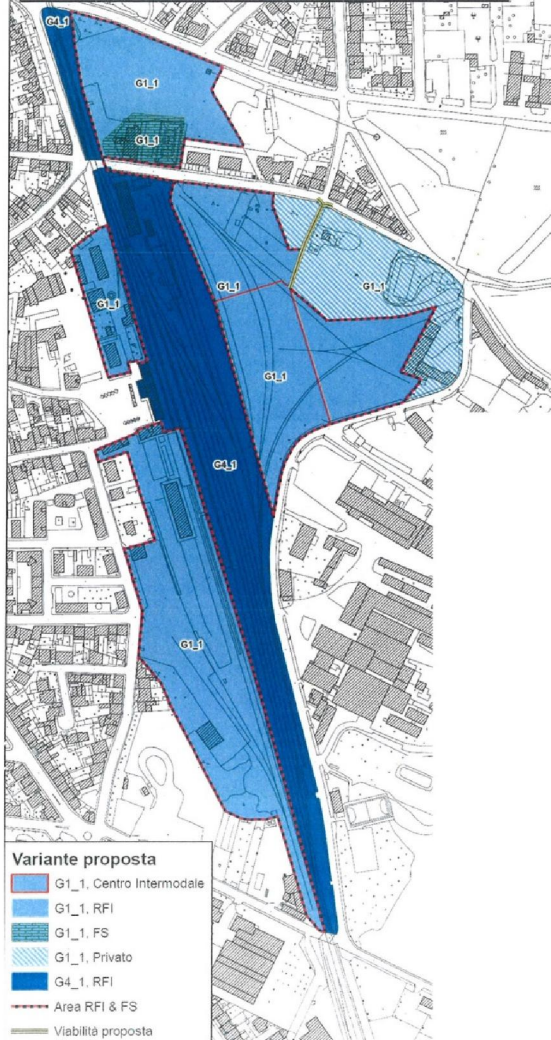 G4_1
G1_1
G1_1
G1_1
G1_1
G1_1
G1_1
G4_1
G1_1
Variante proposta
G1_1, Centro Intermodale
G1_1, RFI
G1_1, FS
G1_1, Privato
G4_1, RFI
Area RFI & FS
Viabilità proposta